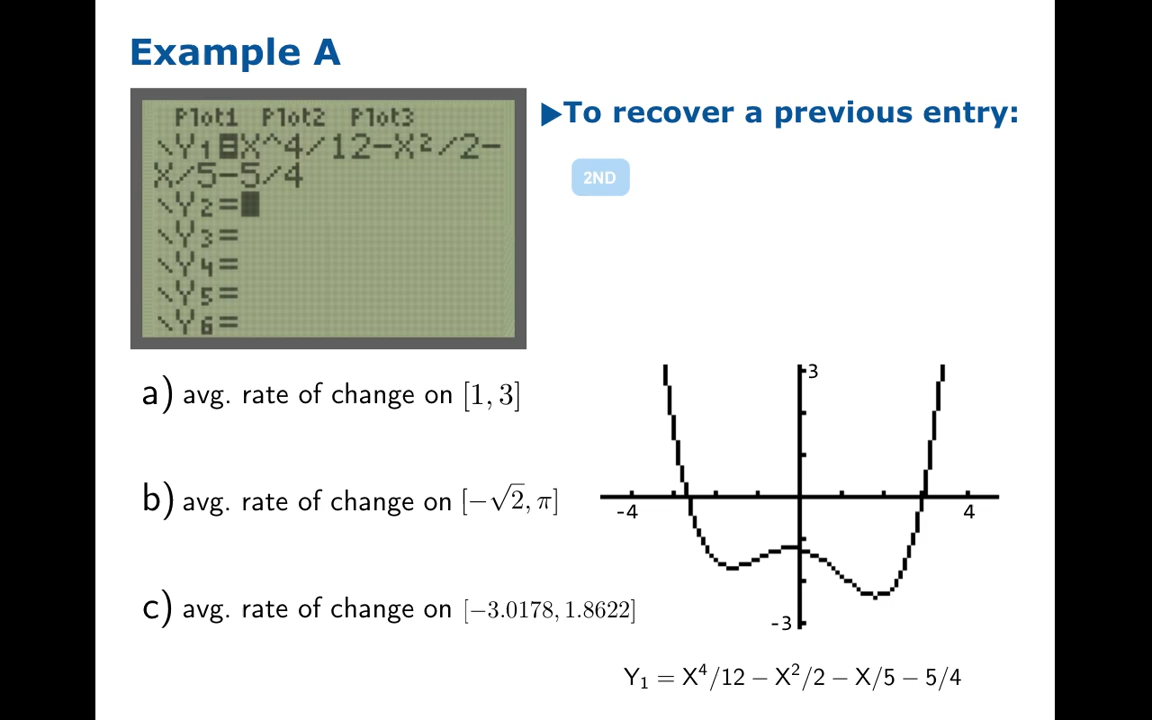 Example A
Plot1 Plot2 Plot3
\Y₁=X^4/12-X²/2-
X/5-5/4
\Y₂=
\Y₃=
\Y₄=
\Y₅=
\Y₆=
▶To recover a previous entry:
2ND
a) avg. rate of change on [1, 3]
b) avg. rate of change on [−√2, π]
c) avg. rate of change on [−3.0178, 1.8622]
3
-4
4
-3
Y₁ = X⁴/12 − X²/2 − X/5 − 5/4